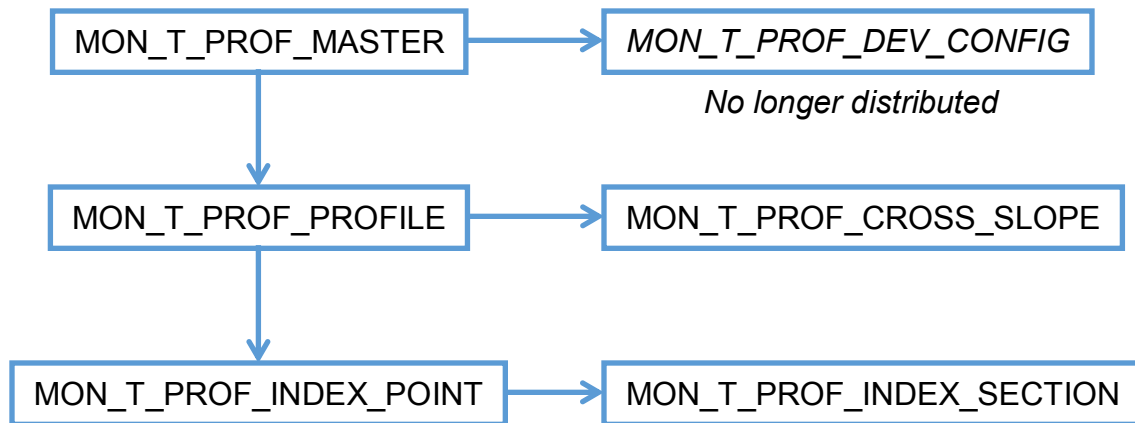 MON_T_PROF_MASTER
MON_T_PROF_DEV_CONFIG
No longer distributed
MON_T_PROF_PROFILE
MON_T_PROF_CROSS_SLOPE
MON_T_PROF_INDEX_POINT
MON_T_PROF_INDEX_SECTION